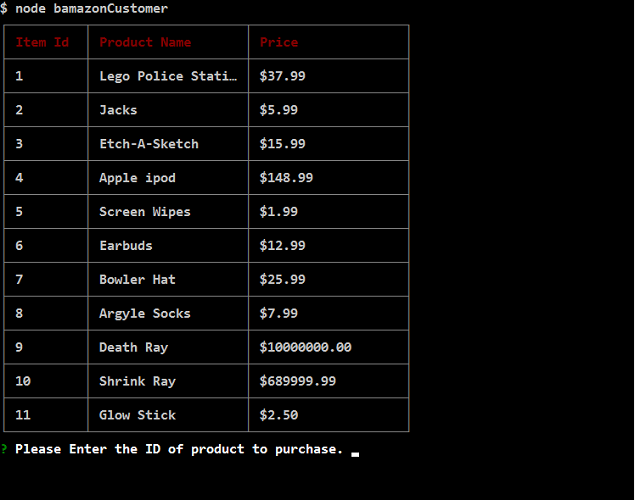 $ node bamazonCustomer
Item Id Product Name Price
1 Lego Police Stati… $37.99
2 Jacks $5.99
3 Etch-A-Sketch $15.99
4 Apple ipod $148.99
5 Screen Wipes $1.99
6 Earbuds $12.99
7 Bowler Hat $25.99
8 Argyle Socks $7.99
9 Death Ray $10000000.00
10 Shrink Ray $689999.99
11 Glow Stick $2.50
? Please Enter the ID of product to purchase.